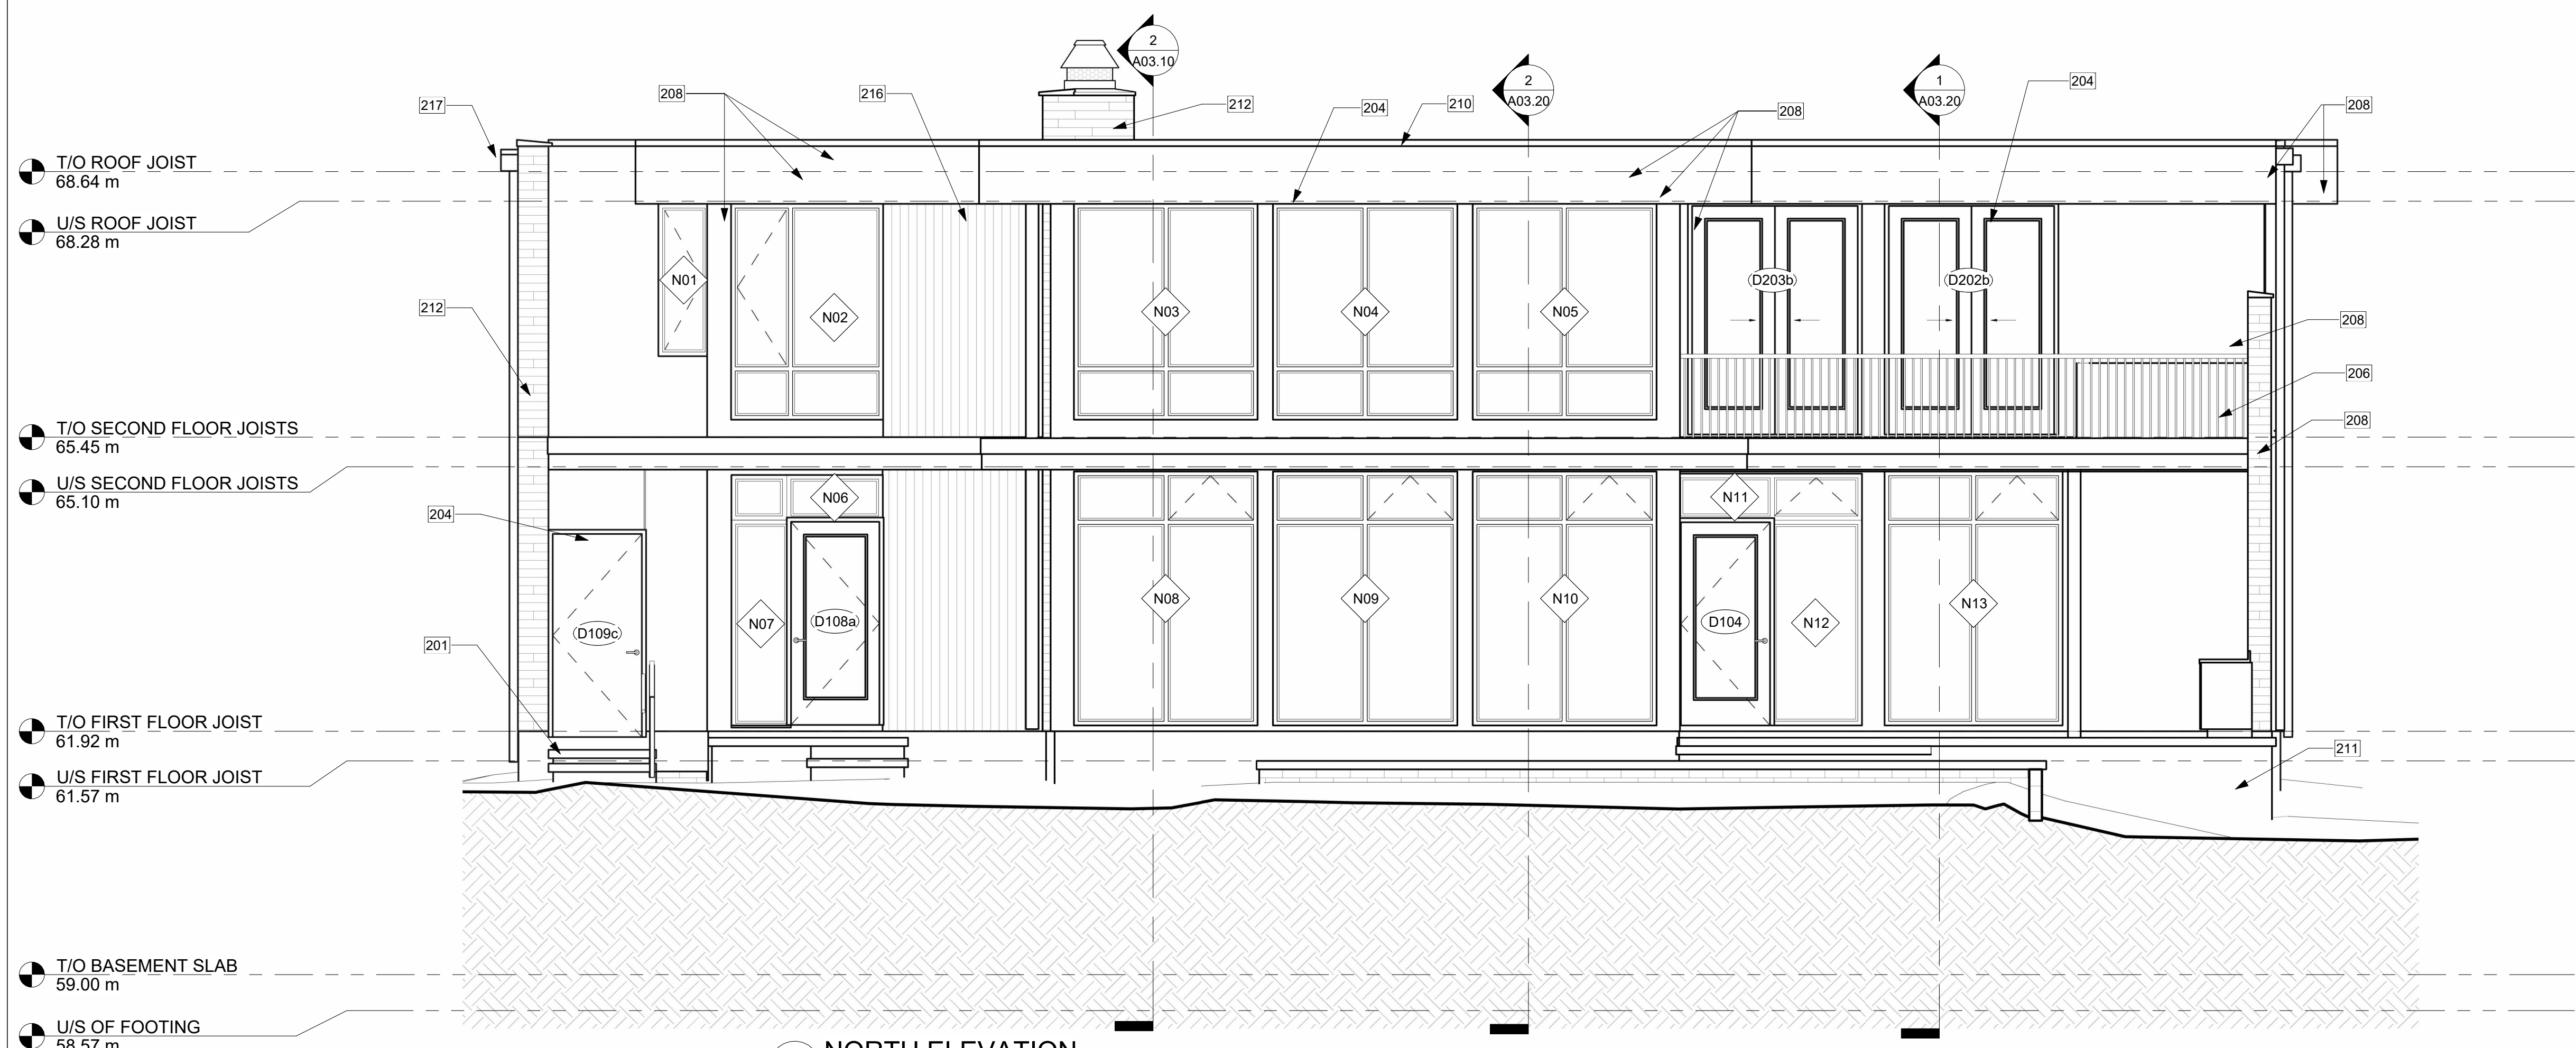 2
A03.10
2
A03.20
1
A03.20
204
217
208
216
212
204
210
208
208
T/O ROOF JOIST
68.64 m
U/S ROOF JOIST
68.28 m
N01
N02
N03
N04
N05
D203b
D202b
212
208
206
208
T/O SECOND FLOOR JOISTS
65.45 m
U/S SECOND FLOOR JOISTS
65.10 m
204
N06
N11
N07
D108a
N08
N09
N10
D104
N12
N13
D109c
201
T/O FIRST FLOOR JOIST
61.92 m
U/S FIRST FLOOR JOIST
61.57 m
211
T/O BASEMENT SLAB
59.00 m
U/S OF FOOTING
58.57 m
NORTH ELEVATION